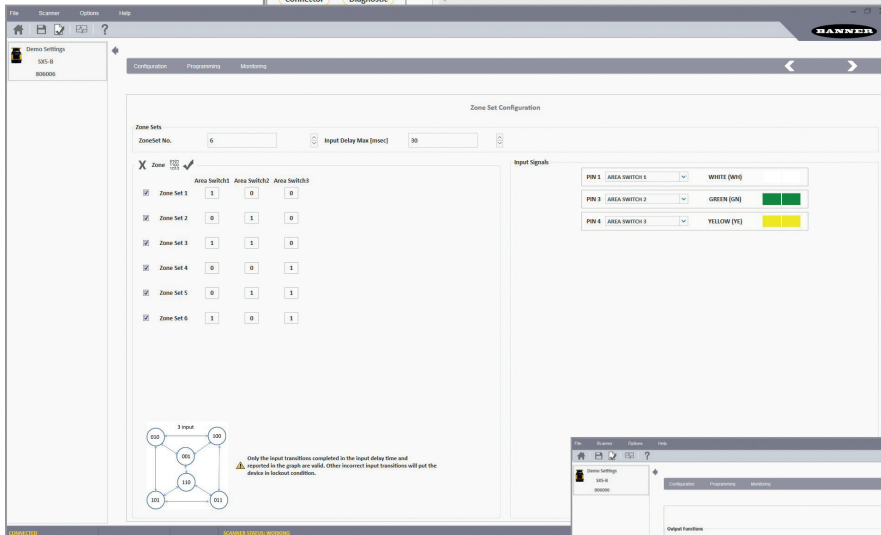 Connector Diagnostic
File Scanner Options Help
?
BANNER
Demo Settings
SX5-B
806006
Configuration Programming Monitoring
Zone Set Configuration
Zone Sets
ZoneSet No. 6 Input Delay Max [msec] 30
X Zone
Area Switch1 Area Switch2 Area Switch3
Zone Set 1 1 0 0
Zone Set 2 0 1 0
Zone Set 3 1 1 0
Zone Set 4 0 0 1
Zone Set 5 0 1 1
Zone Set 6 1 0 1
Input Signals
PIN 1 AREA SWITCH 1 WHITE (WH)
PIN 3 AREA SWITCH 2 GREEN (GN)
PIN 4 AREA SWITCH 3 YELLOW (YE)
3 input
010 100
001
110
101 011
Only the input transitions completed in the input delay time and
reported in the graph are valid. Other incorrect input transitions will put the
device in lockout condition.
CONNECTED SCANNER STATUS: WORKING
File Scanner Options Help
?
Demo Settings
SX5-B
806006
Configuration Programming Monitoring
Output Functions